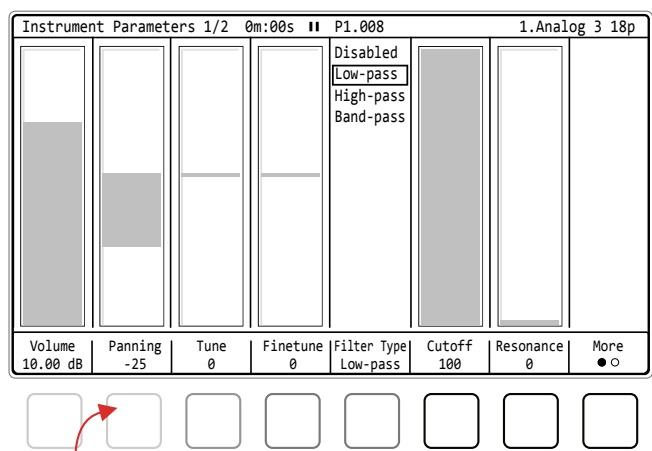 Instrument Parameters 1/2 0m:00s P1.008 1.Analog 3 18p
Disabled
Low-pass
High-pass
Band-pass
Volume Panning Tune Finetune Filter Type Cutoff Resonance More
10.00 dB -25 0 0 Low-pass 100 0